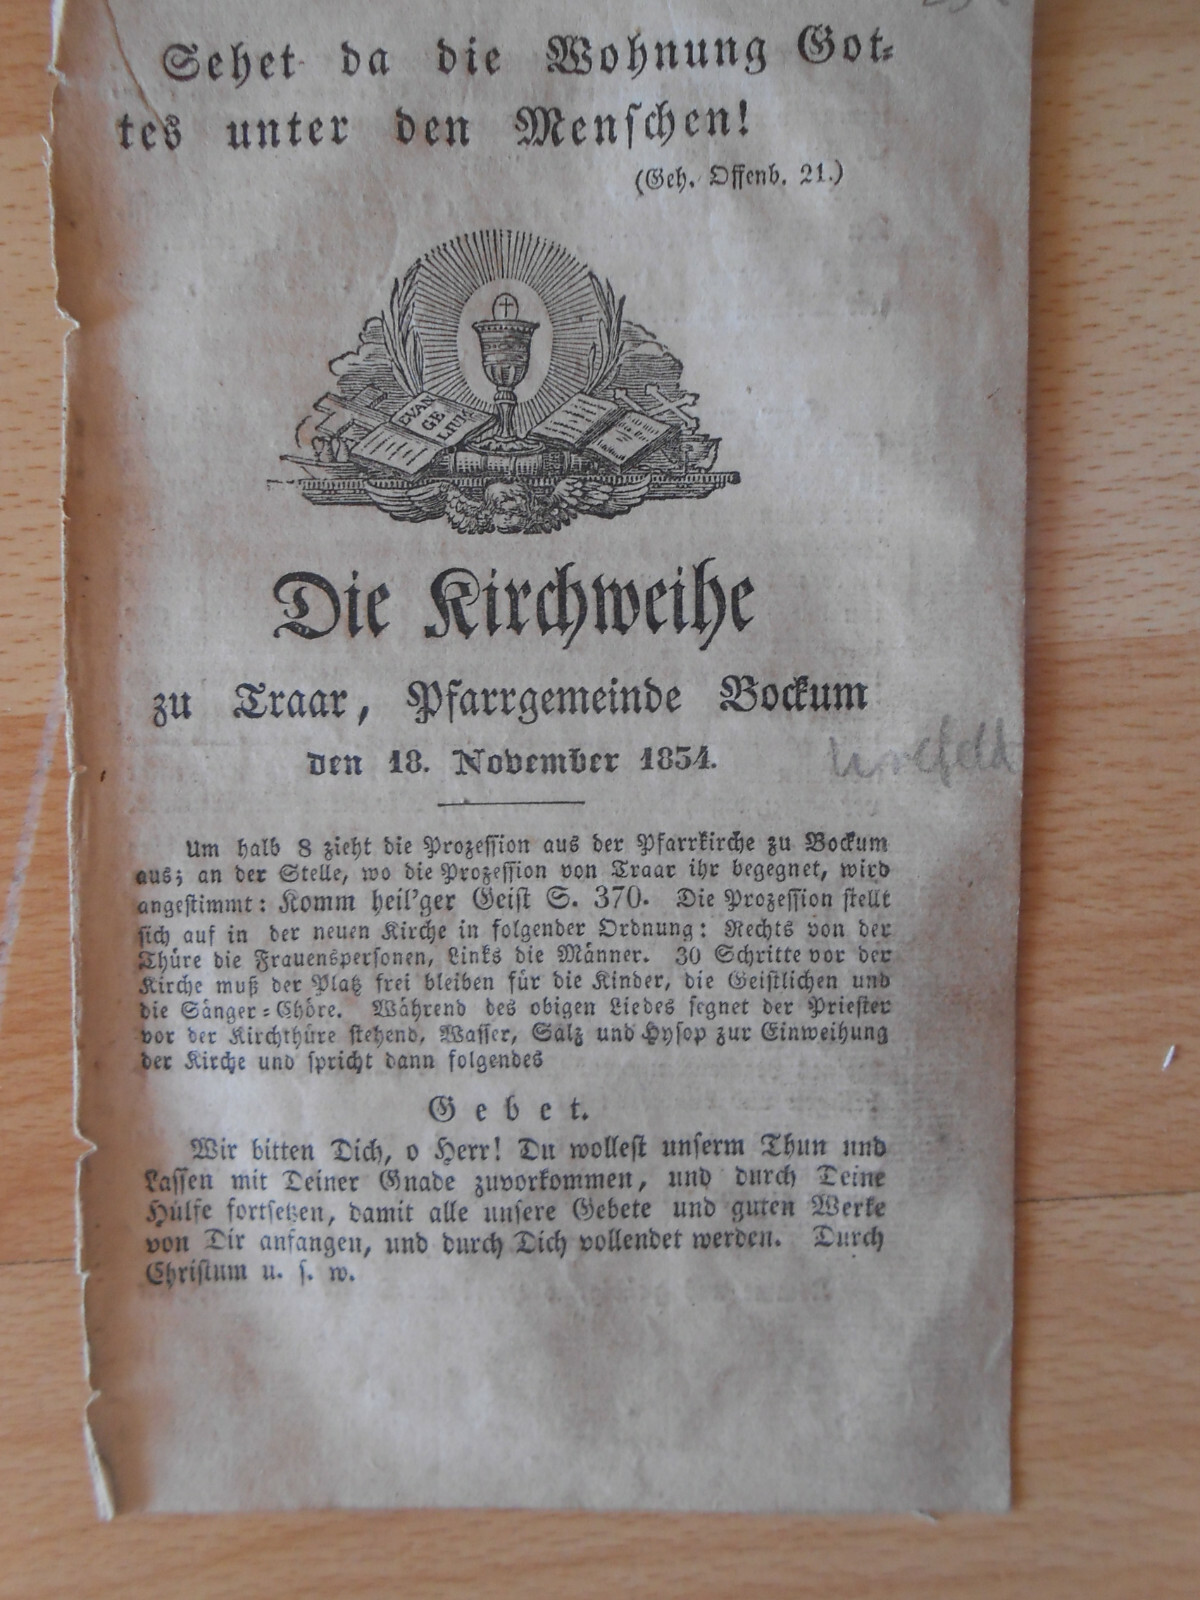 Sehet da die Wohnung Got⸗
tes unter den Menschen!
(Geh. Offenb. 21.)
EVAN
GE
LIUM
Die Kirchweihe
zu Traar, Pfarrgemeinde Bockum
den 18. November 1854.
Um halb 8 zieht die Prozession aus der Pfarrkirche zu Bockum
aus; an der Stelle, wo die Prozession von Traar ihr begegnet, wird
angestimmt: Komm heil'ger Geist S. 370. Die Prozession stellt
sich auf in der neuen Kirche in folgender Ordnung: Rechts von der
Thüre die Frauenspersonen, Links die Männer. 30 Schritte vor der
Kirche muß der Platz frei bleiben für die Kinder, die Geistlichen und
die Sänger⸗Chöre. Während des obigen Liedes segnet der Priester
vor der Kirchthüre stehend, Wasser, Salz und Hysop zur Einweihung
der Kirche und spricht dann folgendes
Gebet.
Wir bitten Dich, o Herr! Du wollest unserm Thun und
Lassen mit Deiner Gnade zuvorkommen, und durch Deine
Hülfe fortsetzen, damit alle unsere Gebete und guten Werke
von Dir anfangen, und durch Dich vollendet werden. Durch
Christum u. s. w.